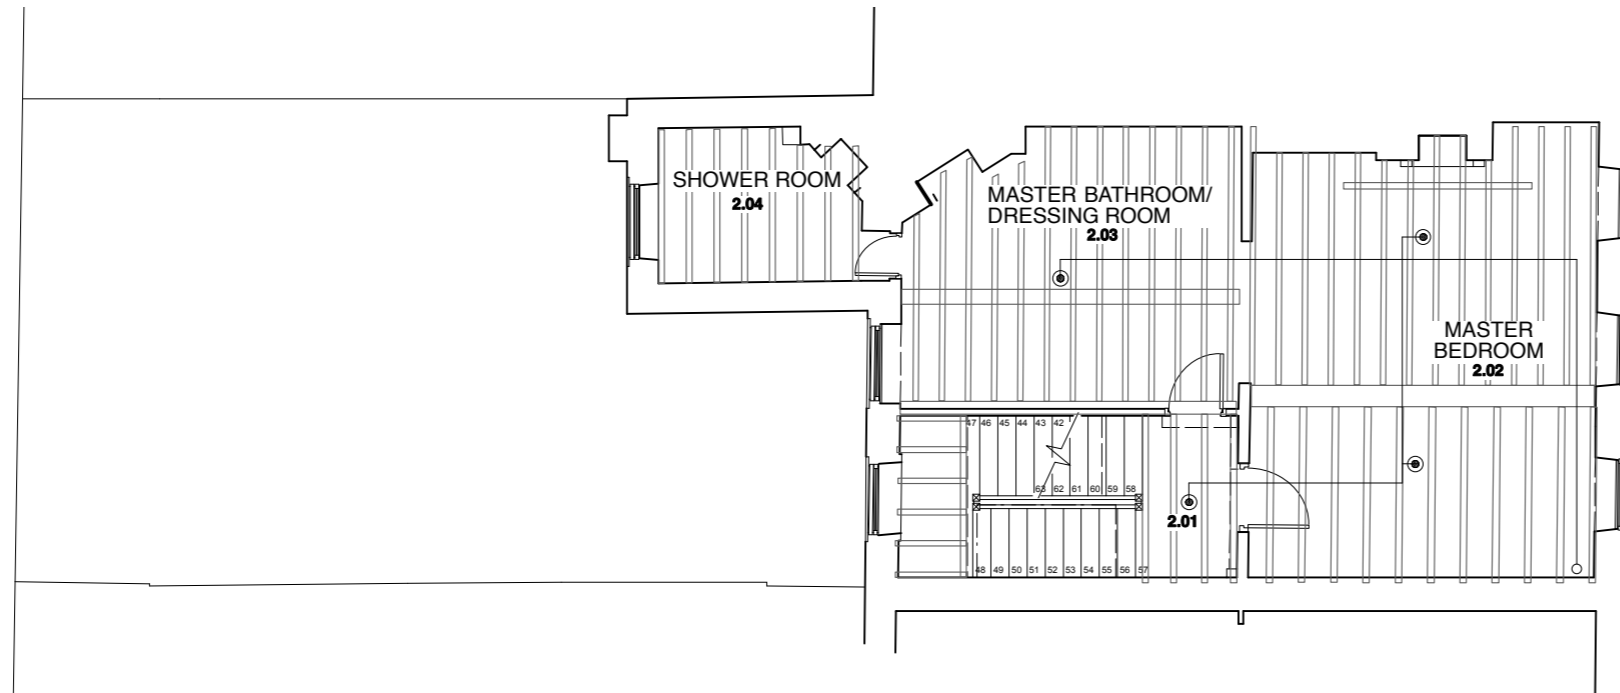 SHOWER ROOM
2.04
MASTER BATHROOM/
DRESSING ROOM
2.03
MASTER
BEDROOM
2.02
47 46 45 44 43 42
63 62 61 60 59 58
2.01
48 49 50 51 52 53 54 55 56 57